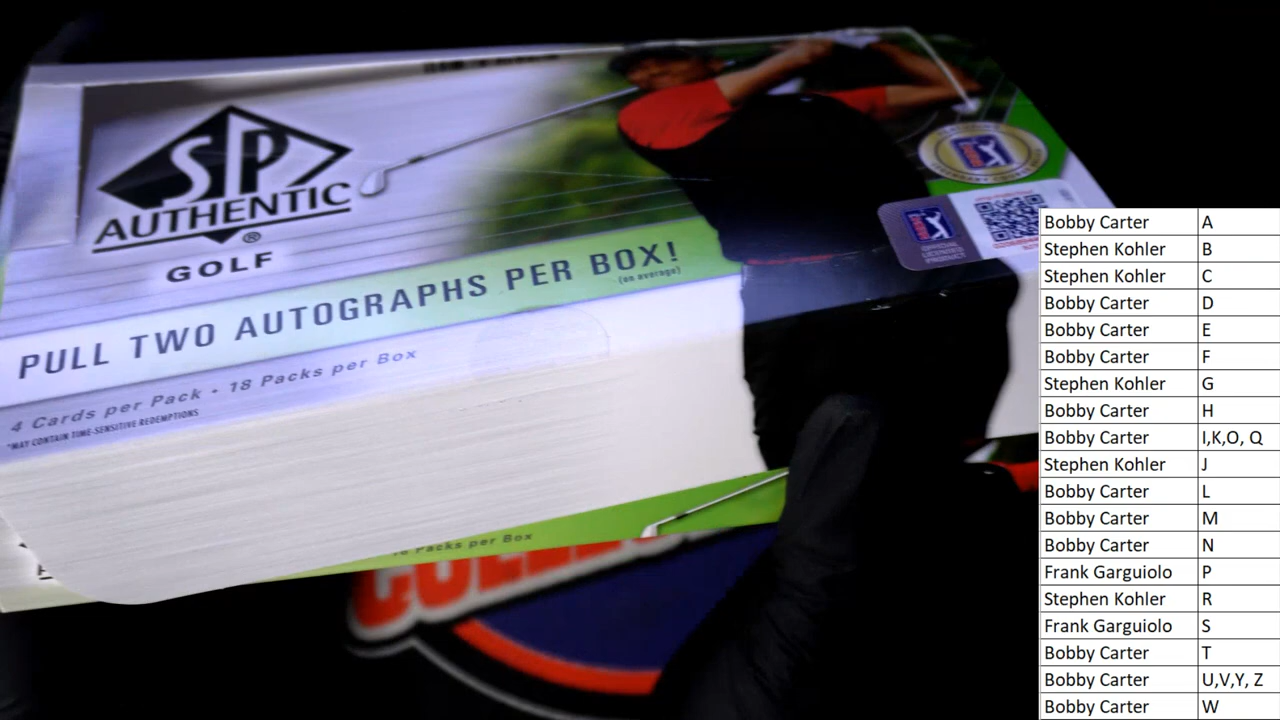 SP
AUTHENTIC
®
GOLF
PULL TWO AUTOGRAPHS PER BOX!
(on average)
4 Cards per Pack • 18 Packs per Box
*MAY CONTAIN TIME-SENSITIVE REDEMPTIONS
OFFICIAL
LICENSED
PRODUCT
Packs per Box
Bobby Carter A
Stephen Kohler B
Stephen Kohler C
Bobby Carter D
Bobby Carter E
Bobby Carter F
Stephen Kohler G
Bobby Carter H
Bobby Carter I,K,O, Q
Stephen Kohler J
Bobby Carter L
Bobby Carter M
Bobby Carter N
Frank Garguiolo P
Stephen Kohler R
Frank Garguiolo S
Bobby Carter T
Bobby Carter U,V,Y, Z
Bobby Carter W